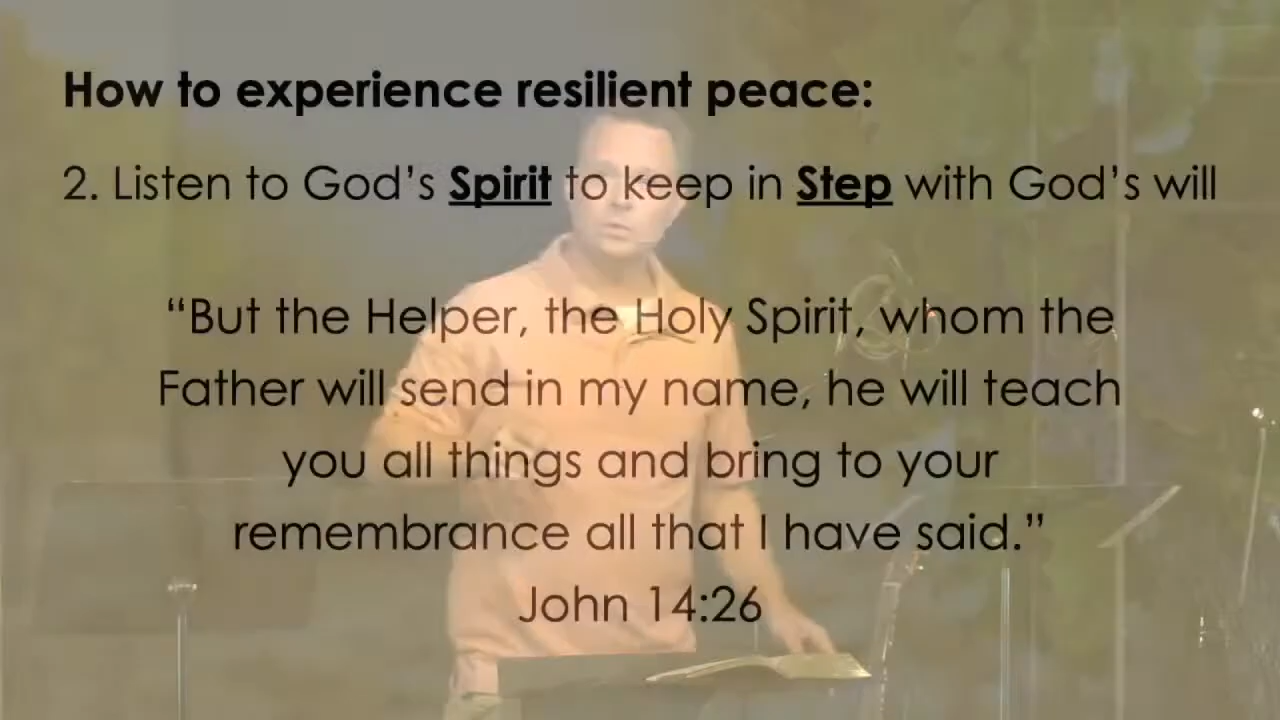 How to experience resilient peace:
2. Listen to God’s Spirit to keep in Step with God’s will
“But the Helper, the Holy Spirit, whom the
Father will send in my name, he will teach
you all things and bring to your
remembrance all that I have said.”
John 14:26